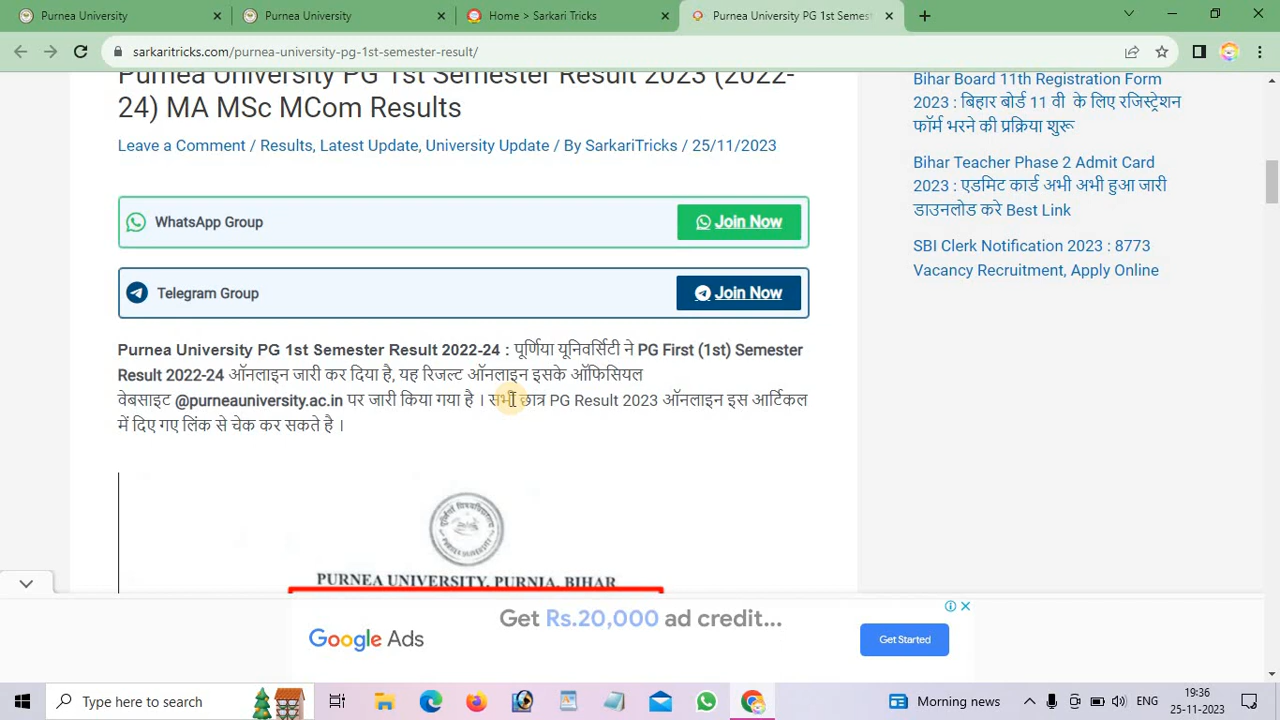 Purnea University
Purnea University
Home > Sarkari Tricks
Purnea University PG 1st Semest
sarkaritricks.com/purnea-university-pg-1st-semester-result/
Purnea University PG 1st Semester Result 2023 (2022-
24) MA MSc MCom Results
Leave a Comment / Results, Latest Update, University Update / By SarkariTricks / 25/11/2023
WhatsApp Group
Join Now
Telegram Group
Join Now
Purnea University PG 1st Semester Result 2022-24 : पूर्णिया यूनिवर्सिटी ने PG First (1st) Semester
Result 2022-24 ऑनलाइन जारी कर दिया है, यह रिजल्ट ऑनलाइन इसके ऑफिसियल
वेबसाइट @purneauniversity.ac.in पर जारी किया गया है । सभी छात्र PG Result 2023 ऑनलाइन इस आर्टिकल
में दिए गए लिंक से चेक कर सकते है ।
PURNEA UNIVERSITY, PURNIA, BIHAR
Bihar Board 11th Registration Form
2023 : बिहार बोर्ड 11 वी के लिए रजिस्ट्रेशन
फॉर्म भरने की प्रक्रिया शुरू
Bihar Teacher Phase 2 Admit Card
2023 : एडमिट कार्ड अभी अभी हुआ जारी
डाउनलोड करे Best Link
SBI Clerk Notification 2023 : 8773
Vacancy Recruitment, Apply Online
Get Rs.20,000 ad credit...
Google Ads
Get Started
Type here to search
Morning news
ENG
19:36
25-11-2023